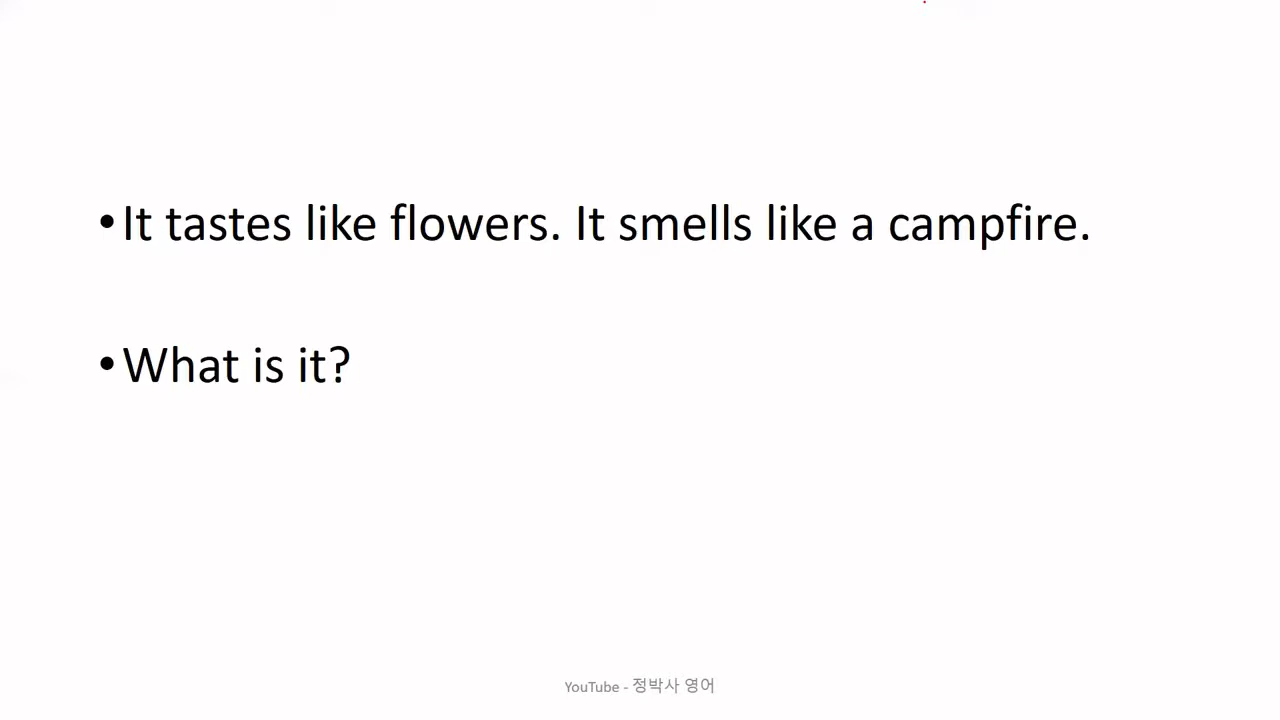 •It tastes like flowers. It smells like a campfire.
•What is it?
YouTube - 정박사 영어